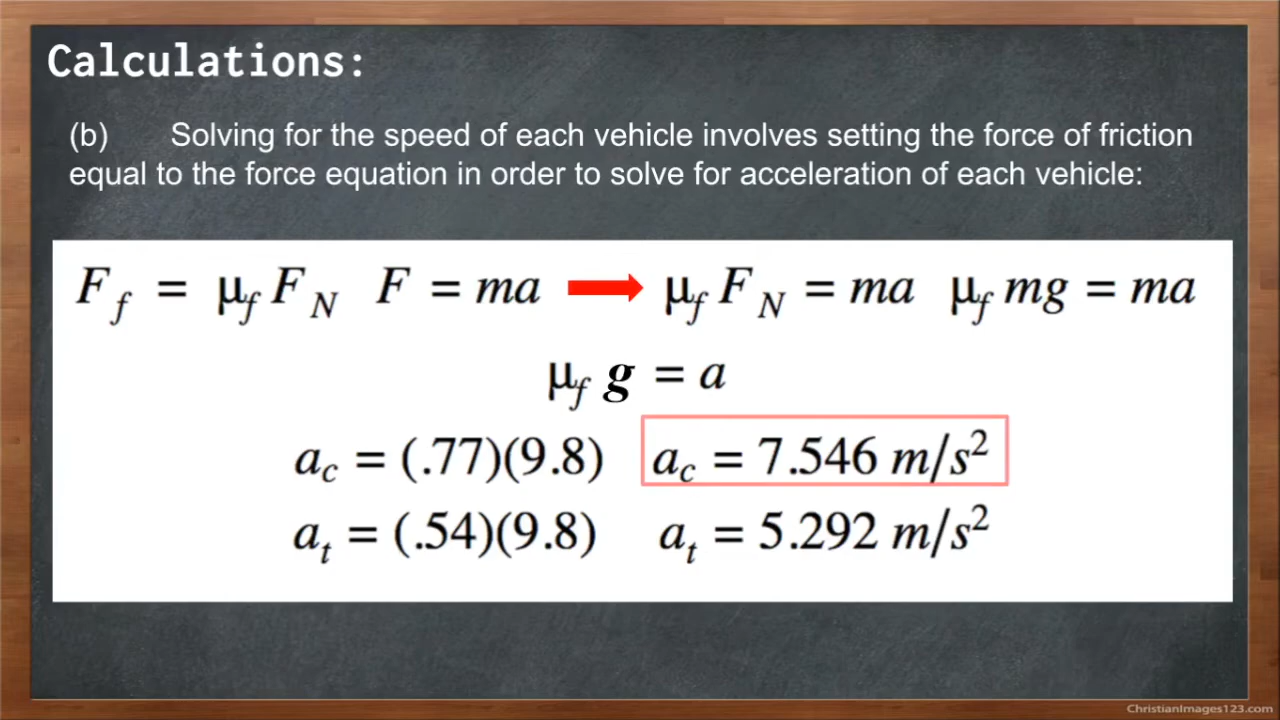 Calculations:
(b) Solving for the speed of each vehicle involves setting the force of friction
equal to the force equation in order to solve for acceleration of each vehicle:
F_f = μ_f F_N F = ma → μ_f F_N = ma μ_f mg = ma
μ_f g = a
a_c = (.77)(9.8) a_c = 7.546 m/s²
a_t = (.54)(9.8) a_t = 5.292 m/s²
ChristianImages123.com